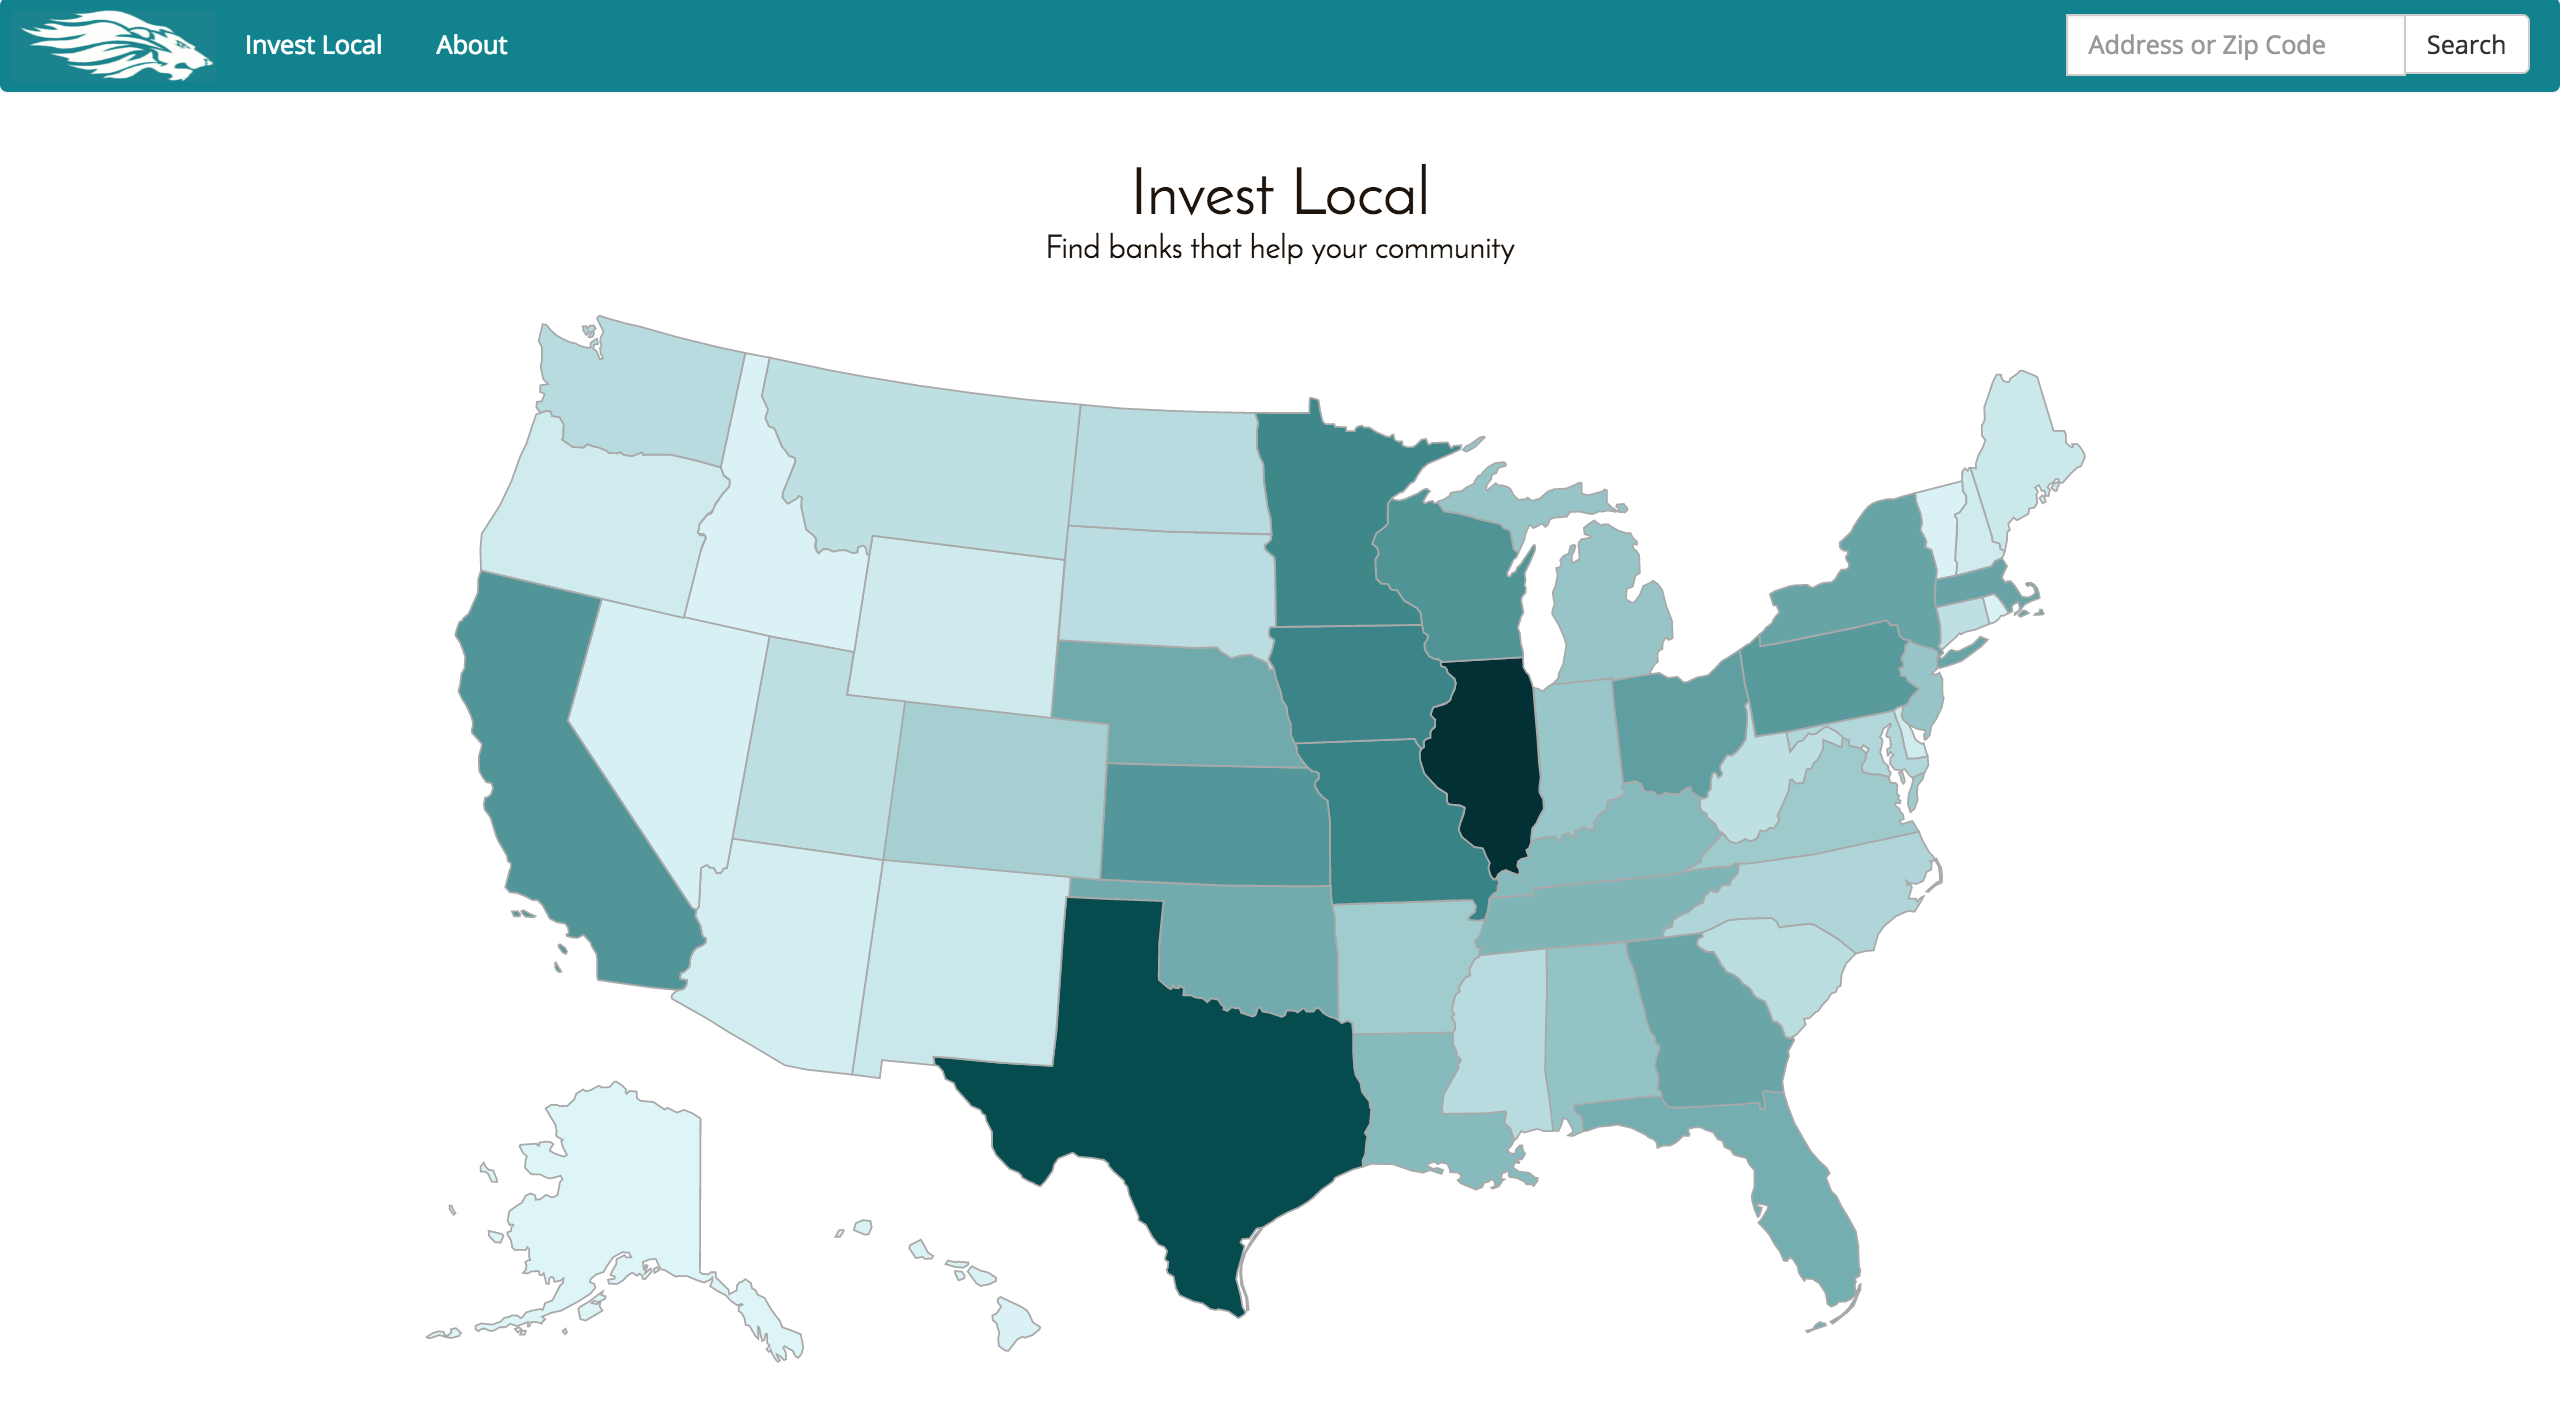 Invest Local
About
Address or Zip Code
Search
Invest Local
Find banks that help your community